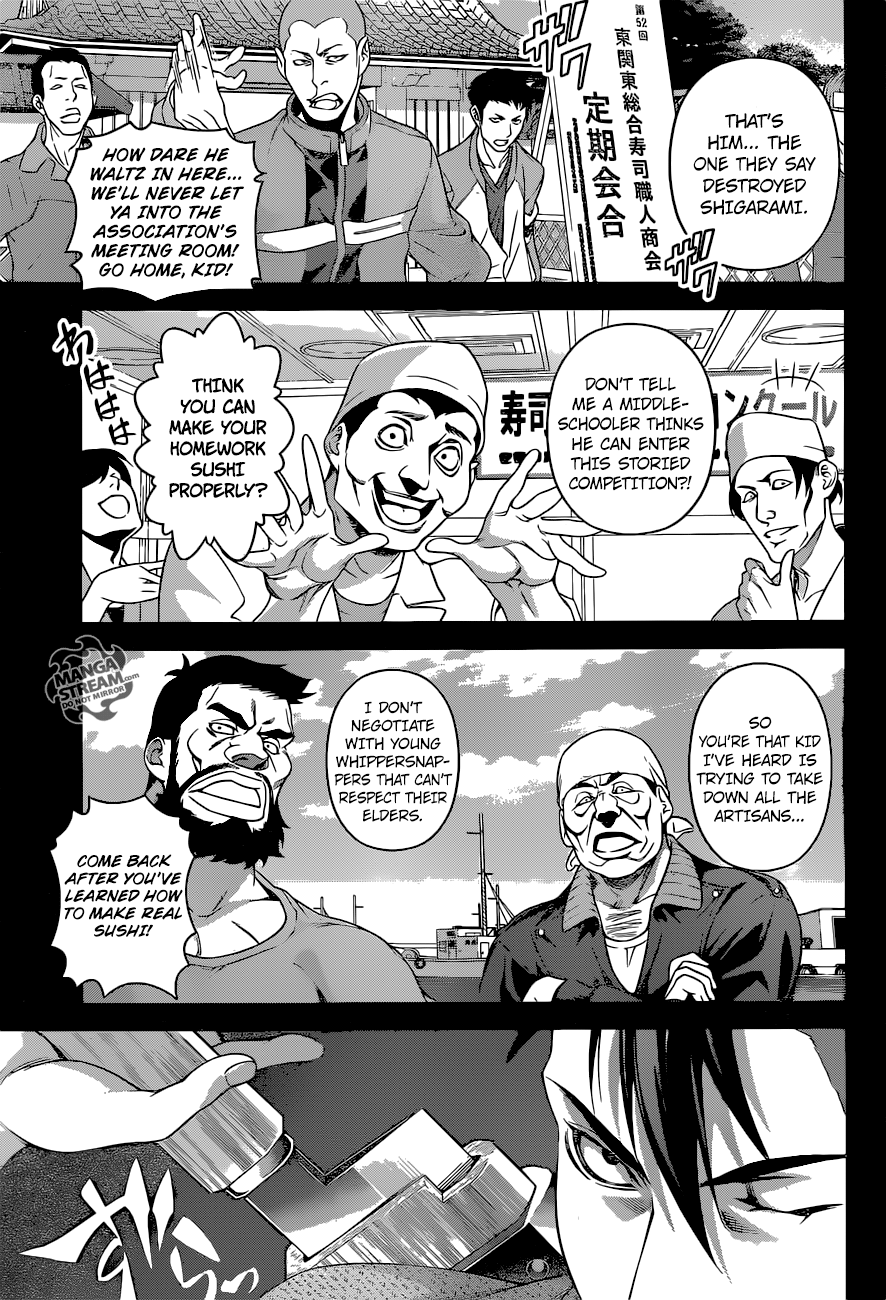 THAT'S
HIM... THE
ONE THEY SAY
DESTROYED
SHIGARAMI.
第52回
東関東総合寿司職人商会
定期会合
ザワ
ザワ
HOW DARE HE
WALTZ IN HERE...
WE'LL NEVER LET
YA INTO THE
ASSOCIATION'S
MEETING ROOM!
GO HOME, KID!
DON'T TELL
ME A MIDDLE-
SCHOOLER THINKS
HE CAN ENTER
THIS STORIED
COMPETITION?!
寿司
ンクール
THINK
YOU CAN
MAKE YOUR
HOMEWORK
SUSHI
PROPERLY?
わははは
SO
YOU'RE THAT KID
I'VE HEARD IS
TRYING TO TAKE
DOWN ALL THE
ARTISANS...
I DON'T
NEGOTIATE
WITH YOUNG
WHIPPERSNAP-
PERS THAT CAN'T
RESPECT THEIR
ELDERS.
COME BACK
AFTER YOU'VE
LEARNED HOW
TO MAKE REAL
SUSHI!
MANGA
STREAM.com
DO NOT MIRROR